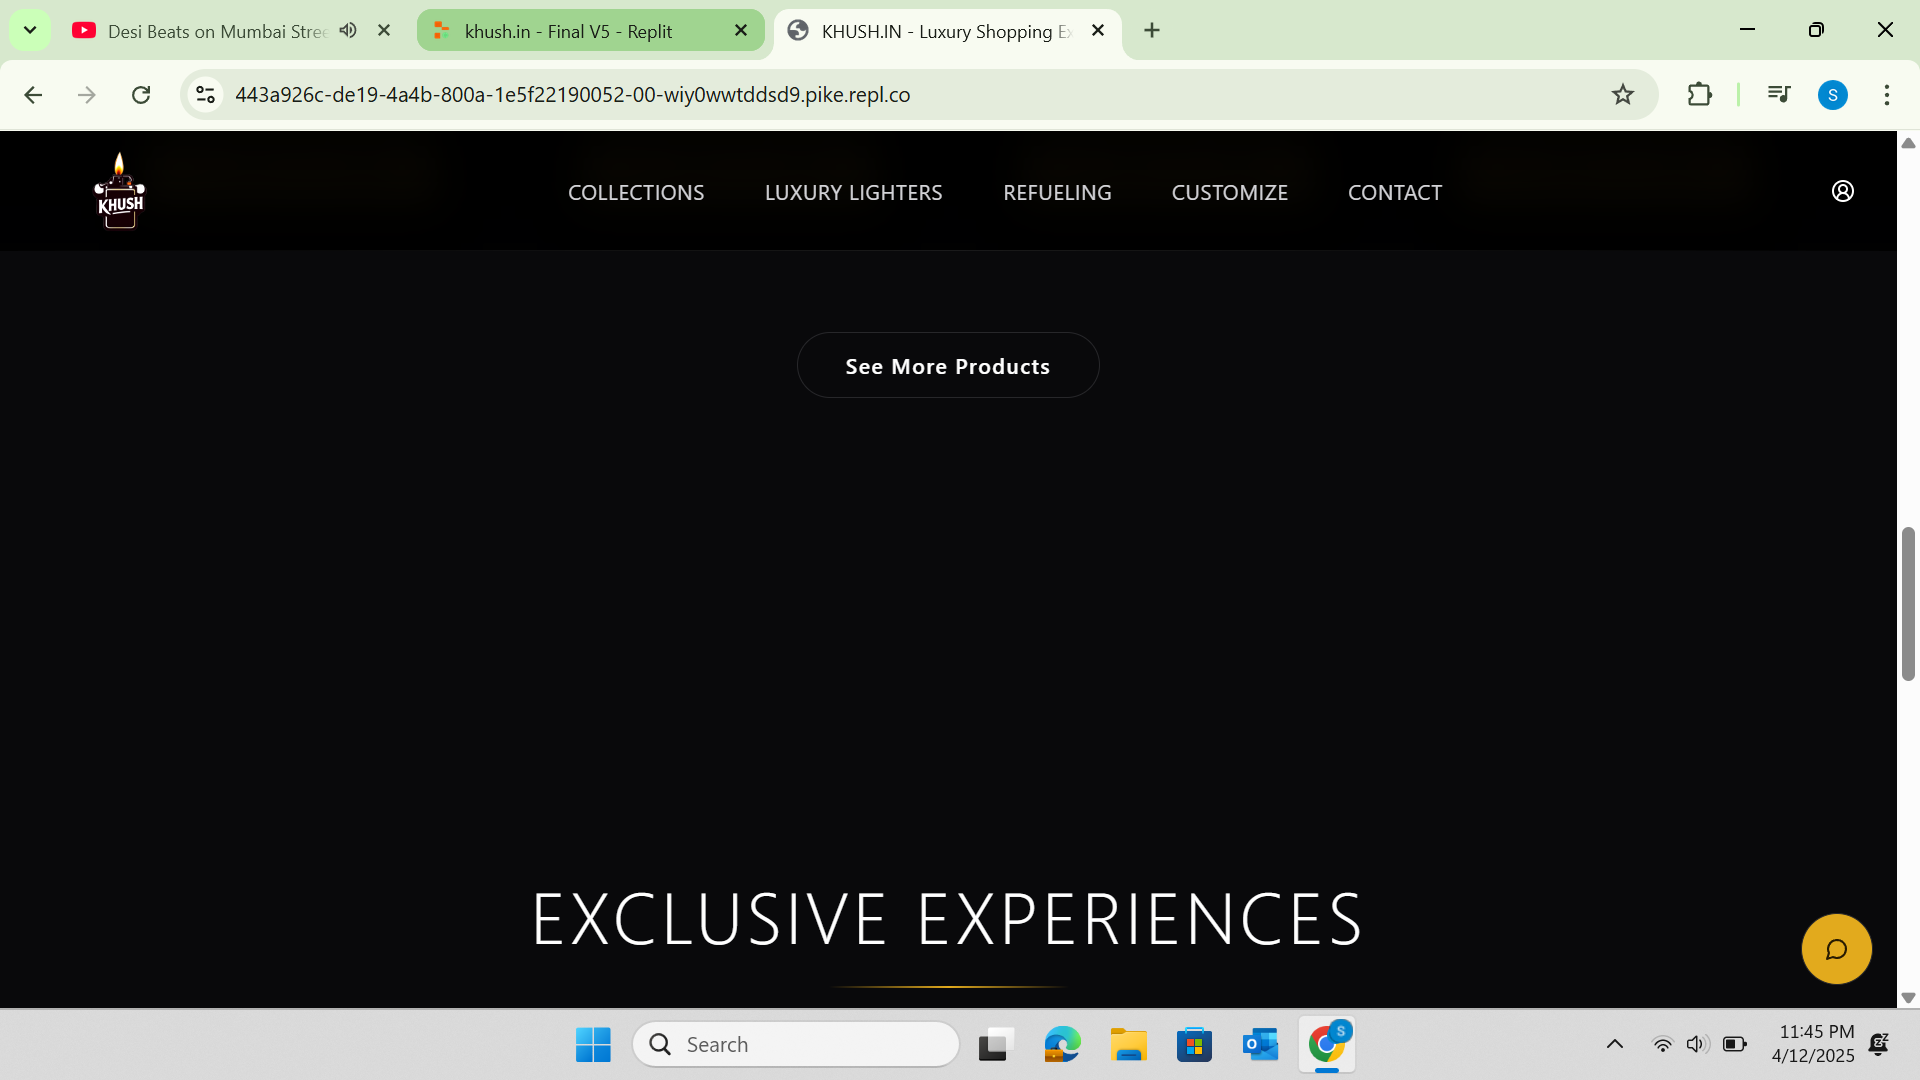 Desi Beats on Mumbai Stre
khush.in - Final V5 - Replit
KHUSH.IN - Luxury Shopping Ex
443a926c-de19-4a4b-800a-1e5f22190052-00-wiy0wwtddsd9.pike.repl.co
S
KHUSH
COLLECTIONS
LUXURY LIGHTERS
REFUELING
CUSTOMIZE
CONTACT
See More Products
EXCLUSIVE EXPERIENCES
Search
S
11:45 PM
4/12/2025